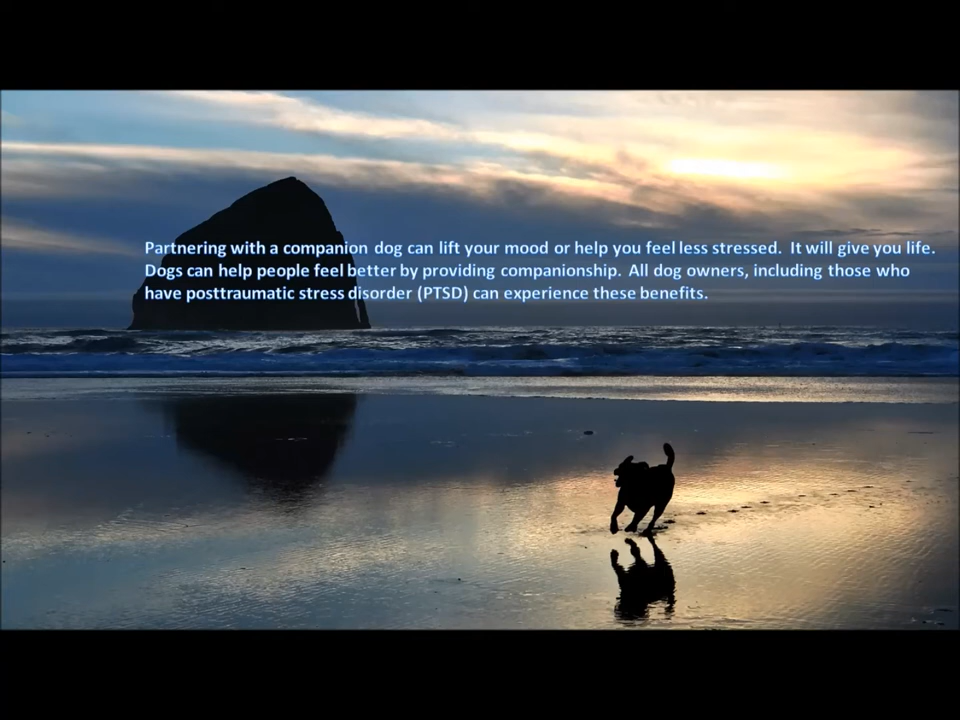 Partnering with a companion dog can lift your mood or help you feel less stressed.  It will give you life.
Dogs can help people feel better by providing companionship.  All dog owners, including those who
have posttraumatic stress disorder (PTSD) can experience these benefits.